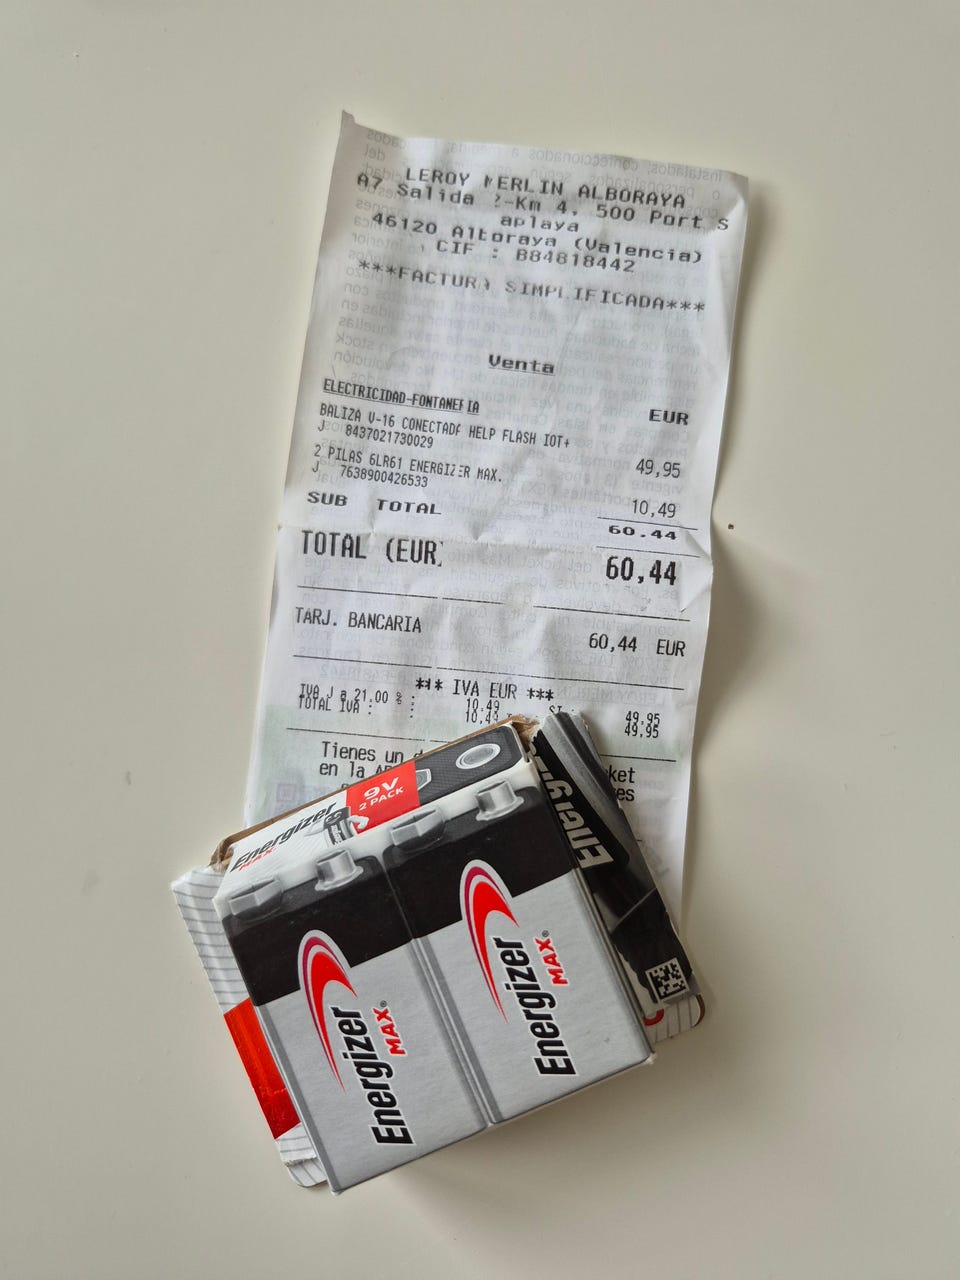 LEROY MERLIN ALBORAYA
A7 Salida 2-Km 4, 500 Port S
aplaya
46120 Alboraya (Valencia)
CIF : B84818442
***FACTURA SIMPLIFICADA***
Venta
ELECTRICIDAD-FONTANERIA
EUR
BALIZA V-16 CONECTADA HELP FLASH IOT+
J 8437021730029 49,95
2 PILAS 6LR61 ENERGIZER MAX.
J 7638900426533 10,49
SUB TOTAL 60.44
TOTAL (EUR) 60,44
TARJ. BANCARIA 60,44 EUR
*** IVA EUR ***
IVA J a 21,00 % : 10.49 SI : 49.95
TOTAL IVA : 10.49 49.95
Tienes un
en la
Energizer
MAX
9V
2 PACK
Energizer
MAX®
Energizer
MAX®